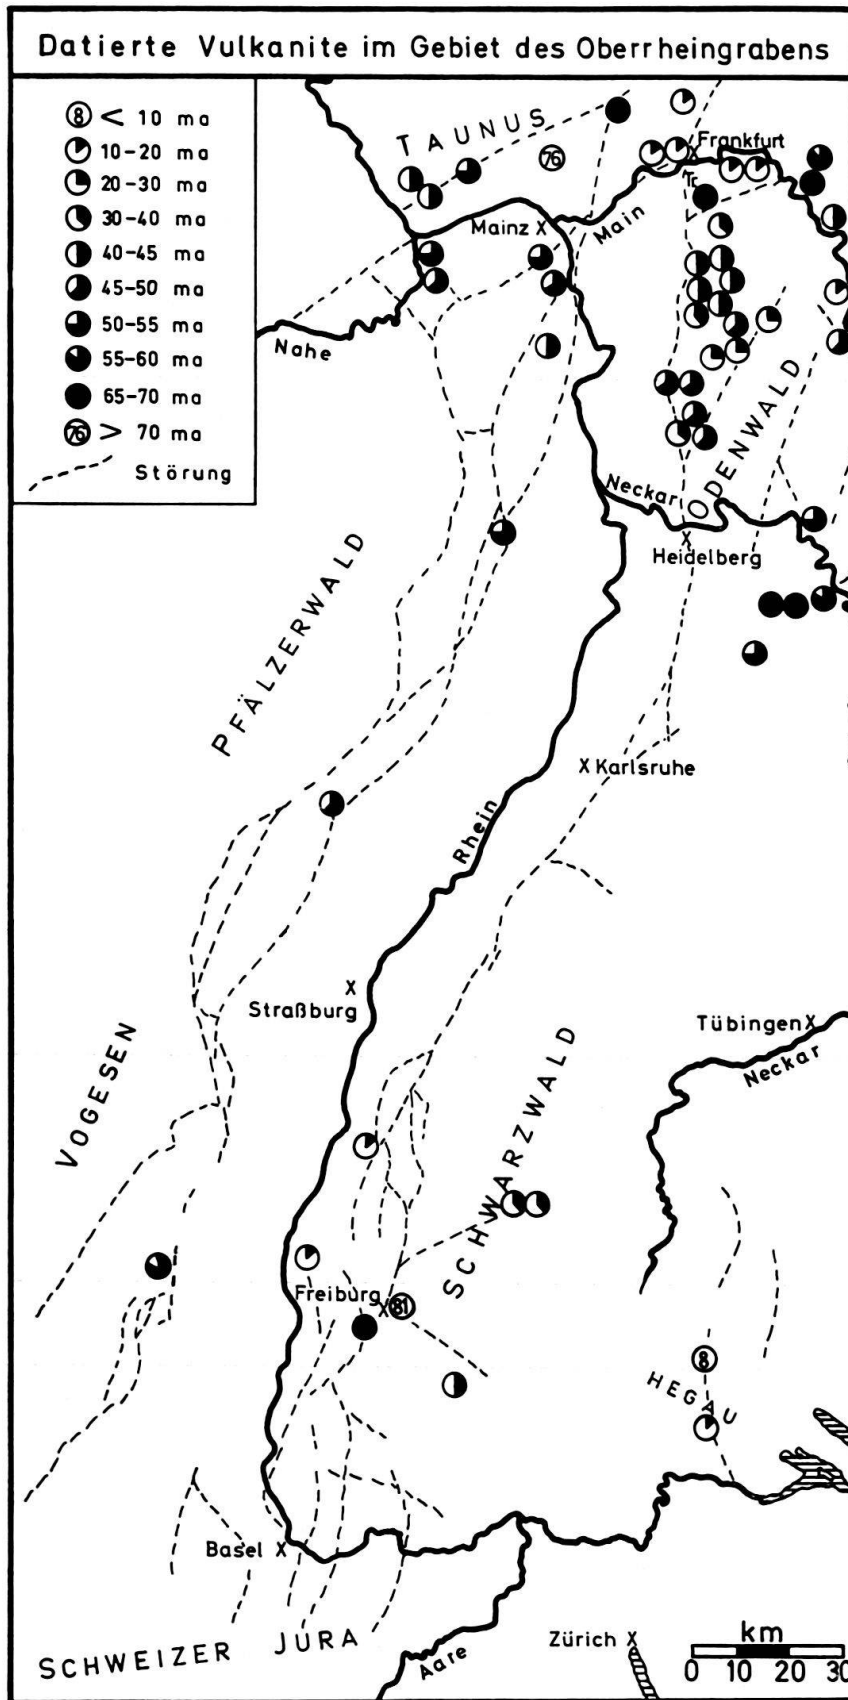 Datierte Vulkanite im Gebiet des Oberrheingrabens
8 < 10 ma
10-20 ma
20-30 ma
30-40 ma
40-45 ma
45-50 ma
50-55 ma
55-60 ma
65-70 ma
76 > 70 ma
Störung
TAUNUS
76
Frankfurt
Tr.
Mainz X
Main
Nahe
ODENWALD
Neckar
X
Heidelberg
PFÄLZERWALD
X Karlsruhe
Rhein
X
Straßburg
Tübingen X
Neckar
VOGESEN
SCHWARZWALD
Freiburg
X
81
8
HEGAU
Basel X
SCHWEIZER JURA
Aare
Zürich X
km
0 10 20 30